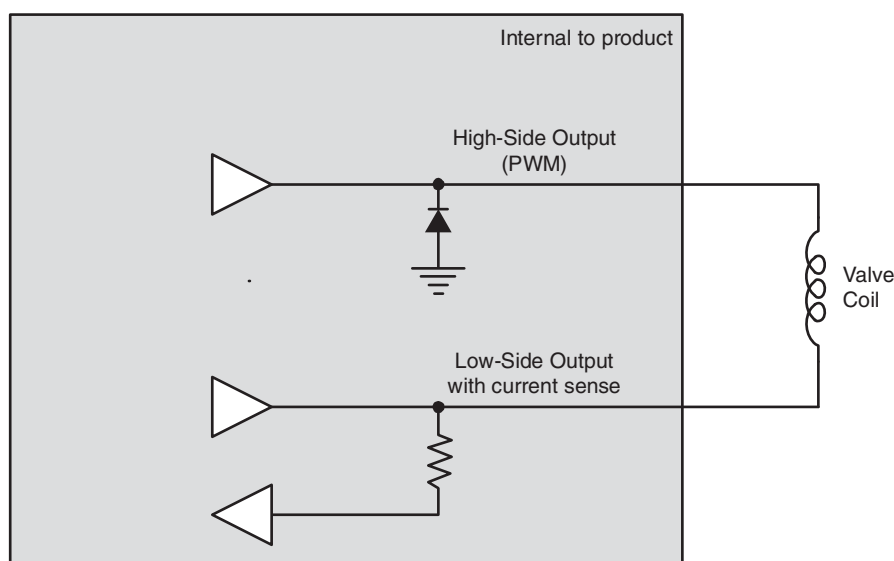 Internal to product
High-Side Output
(PWM)
Valve
Coil
Low-Side Output
with current sense